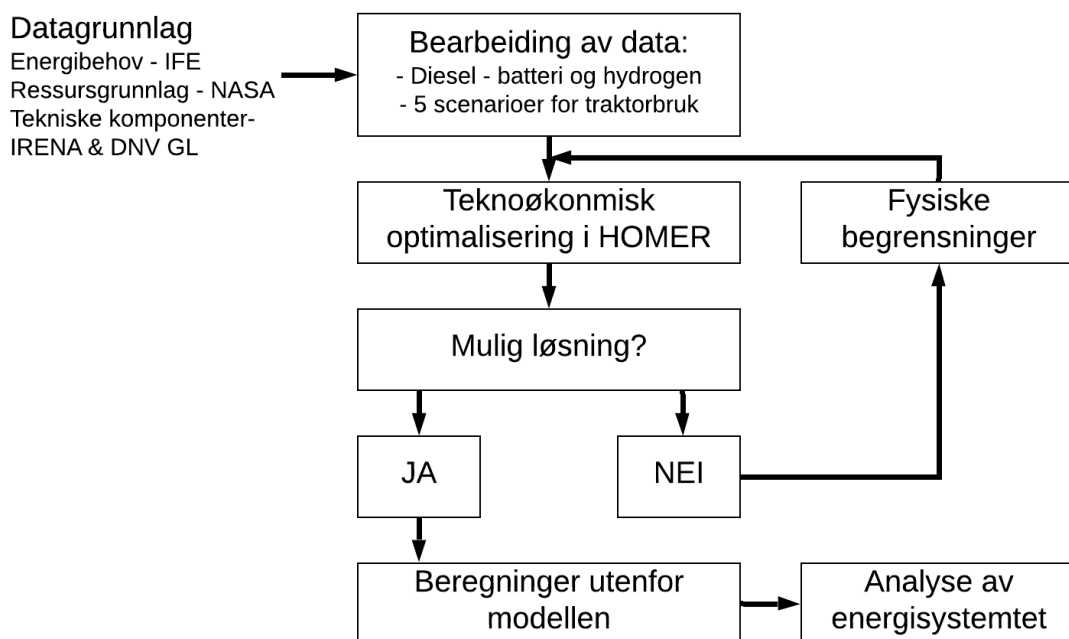 Datagrunnlag
Energibehov - IFE
Ressursgrunnlag - NASA
Tekniske komponenter-
IRENA & DNV GL
Bearbeiding av data:
- Diesel - batteri og hydrogen
- 5 scenarioer for traktorbruk
Teknoøkonmisk
optimalisering i HOMER
Fysiske
begrensninger
Mulig løsning?
JA
NEI
Beregninger utenfor
modellen
Analyse av
energisystemtet